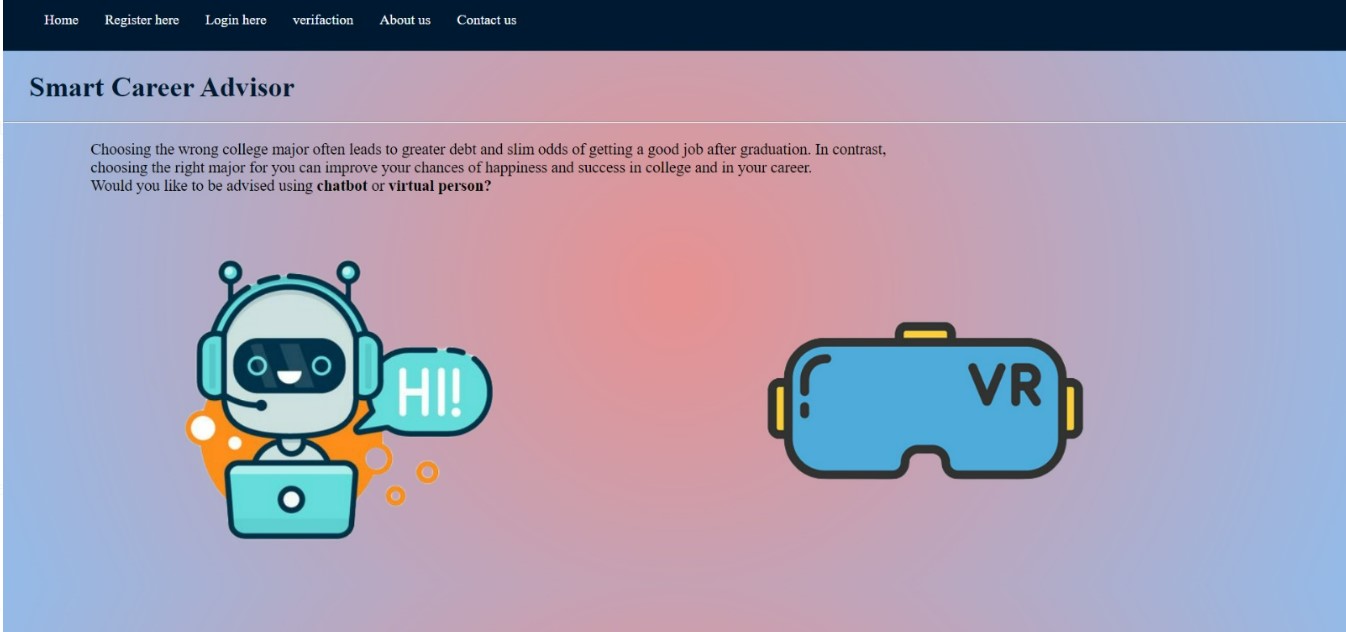 Home Register here Login here verifaction About us Contact us
Smart Career Advisor
Choosing the wrong college major often leads to greater debt and slim odds of getting a good job after graduation. In contrast,
choosing the right major for you can improve your chances of happiness and success in college and in your career.
Would you like to be advised using chatbot or virtual person?
HI!
VR